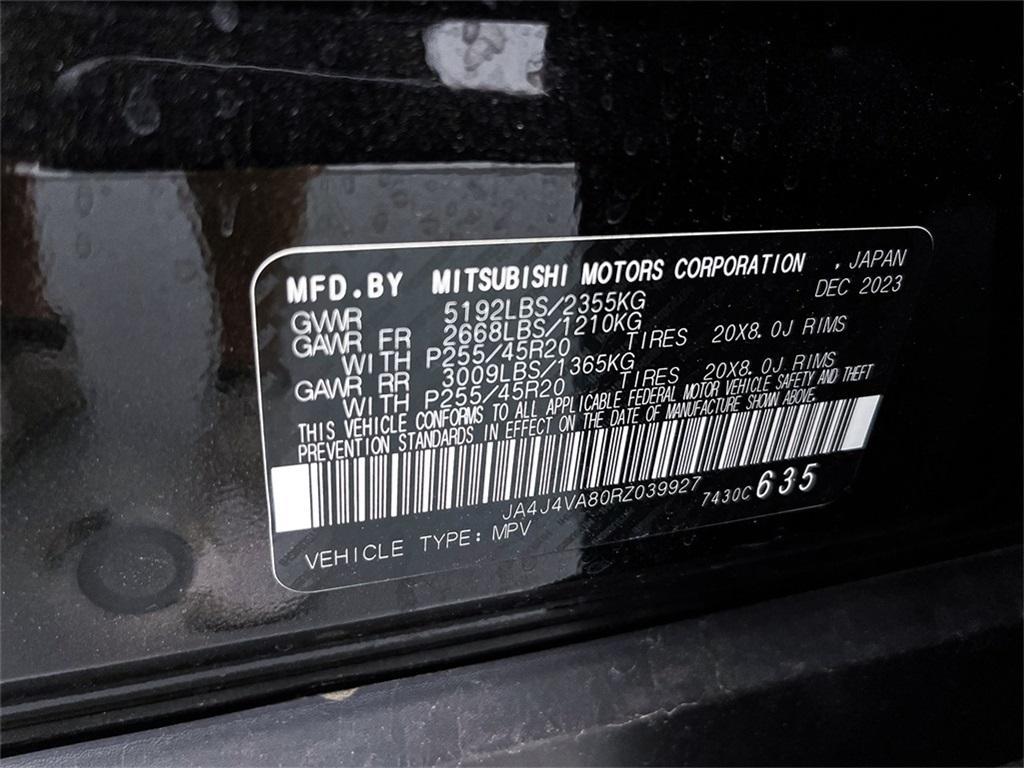 MFD.BY MITSUBISHI MOTORS CORPORATION , JAPAN
DEC 2023
GVWR 5192LBS/2355KG
GAWR FR 2668LBS/1210KG
WITH P255/45R20 TIRES 20X8.0J RIMS
GAWR RR 3009LBS/1365KG
WITH P255/45R20 TIRES 20X8.0J RIMS
THIS VEHICLE CONFORMS TO ALL APPLICABLE FEDERAL MOTOR VEHICLE SAFETY AND THEFT
PREVENTION STANDARDS IN EFFECT ON THE DATE OF MANUFACTURE SHOWN ABOVE.
JA4J4VA80RZ039927 7430C 635
VEHICLE TYPE: MPV